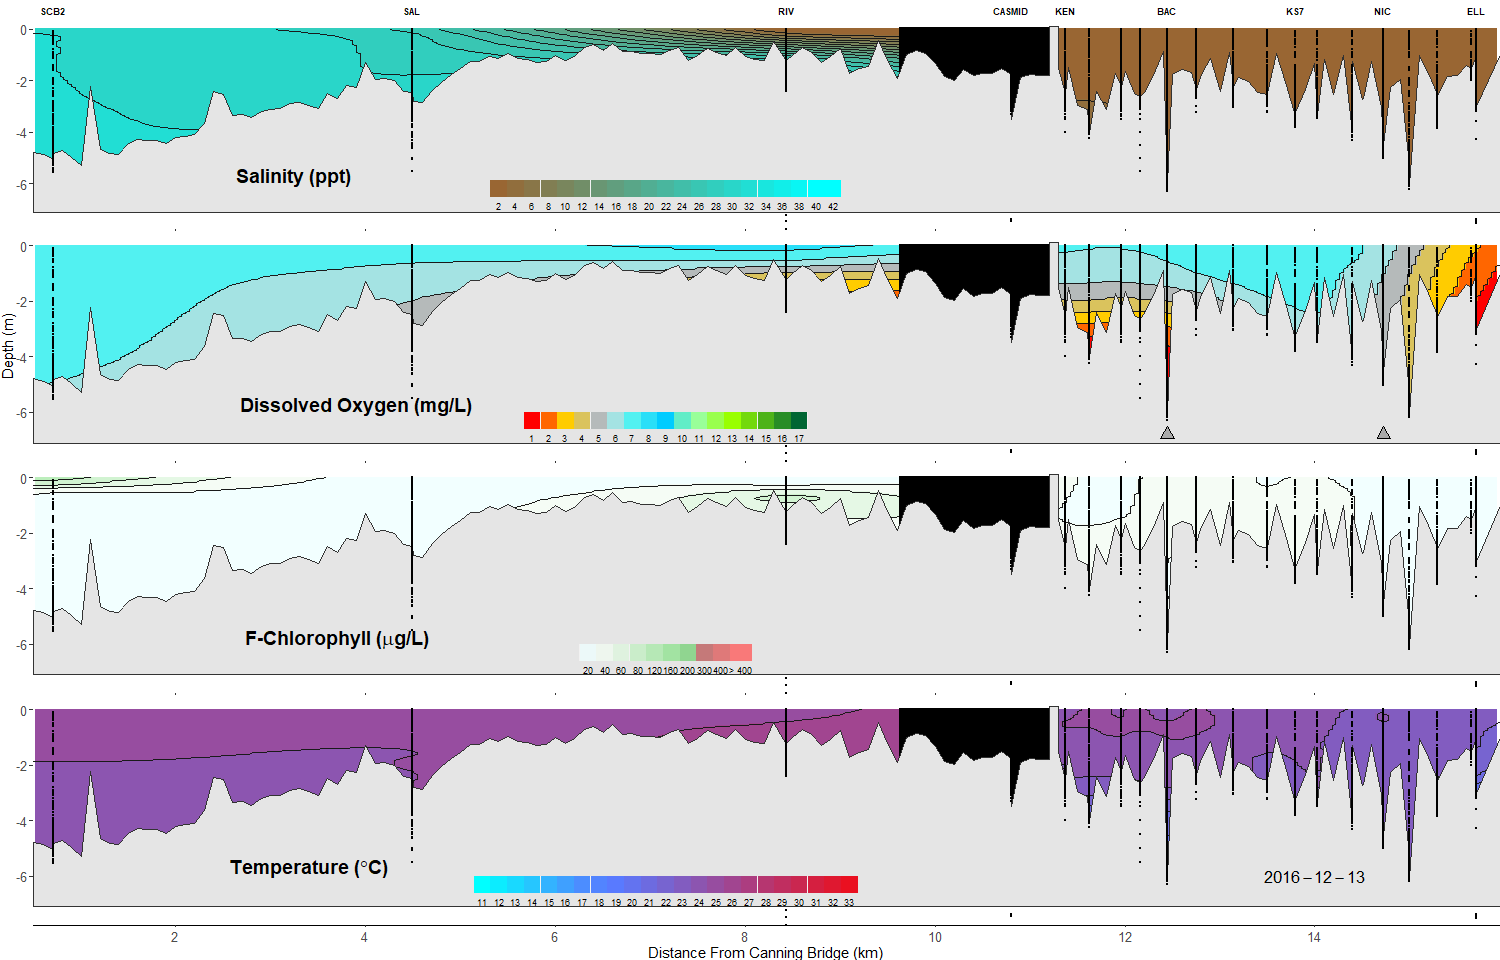 SCB2 SAL RIV CASMID KEN BAC KS7 NIC ELL
0
-2
-4
-6
Salinity (ppt)
2 4 6 8 10 12 14 16 18 20 22 24 26 28 30 32 34 36 38 40 42
0
-2
-4
-6
Depth (m)
Dissolved Oxygen (mg/L)
1 2 3 4 5 6 7 8 9 10 11 12 13 14 15 16 17
0
-2
-4
-6
F-Chlorophyll (µg/L)
20 40 60 80 120 160 200 300 400 > 400
0
-2
-4
-6
Temperature (°C)
2016 – 12 – 13
11 12 13 14 15 16 17 18 19 20 21 22 23 24 25 26 27 28 29 30 31 32 33
2 4 6 8 10 12 14
Distance From Canning Bridge (km)